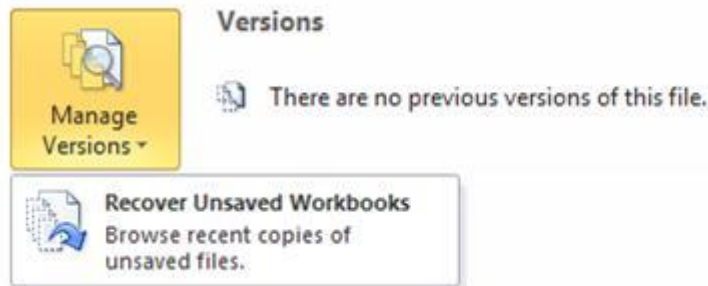 Versions
There are no previous versions of this file.
Manage
Versions
Recover Unsaved Workbooks
Browse recent copies of
unsaved files.